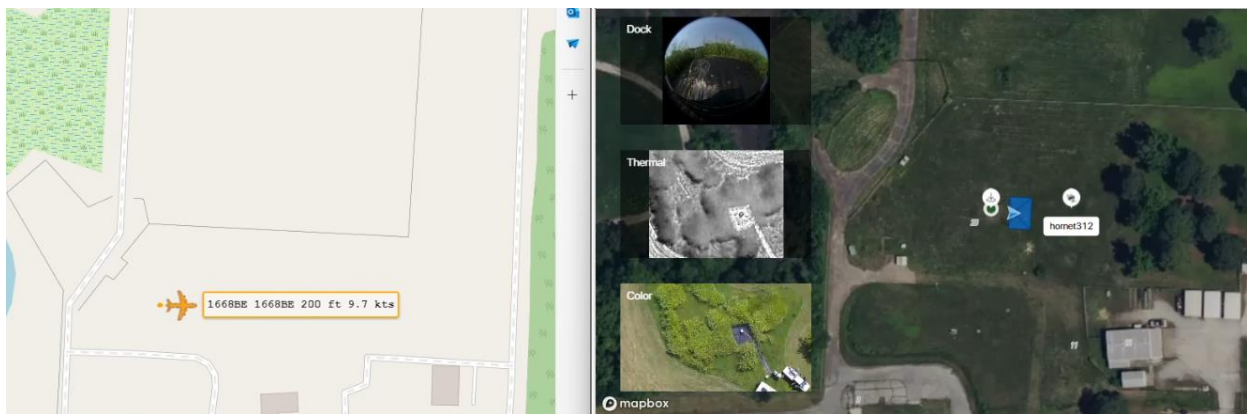 1668BE 1668BE 200 ft 9.7 kts
Dock
Thermal
hornet312
Color
mapbox